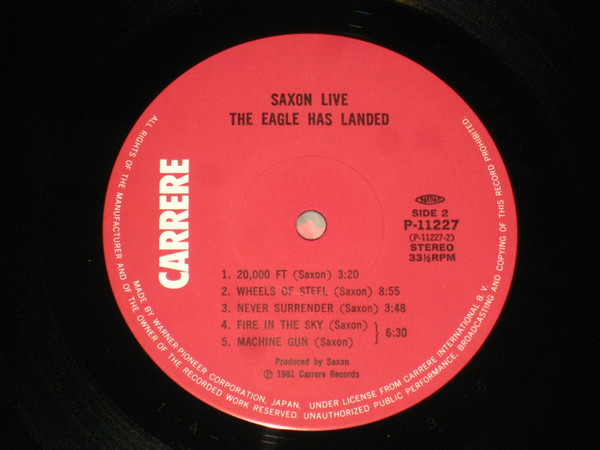 SAXON LIVE
THE EAGLE HAS LANDED
CARRERE
SIDE 2
P-11227
(P-11227-2)
STEREO
33⅓RPM
1. 20,000 FT (Saxon) 3:20
2. WHEELS OF STEEL (Saxon) 8:55
3. NEVER SURRENDER (Saxon) 3:48
4. FIRE IN THE SKY (Saxon)
5. MACHINE GUN (Saxon)
6:30
Produced by Saxon
℗ 1981 Carrere Records
ALL RIGHTS OF THE MANUFACTURER AND OF THE OWNER OF THE RECORDED WORK RESERVED. UNAUTHORIZED PUBLIC PERFORMANCE, BROADCASTING AND COPYING OF THIS RECORD PROHIBITED.
MADE BY WARNER-PIONEER CORPORATION, JAPAN, UNDER LICENSE FROM CARRERE INTERNATIONAL B.V.